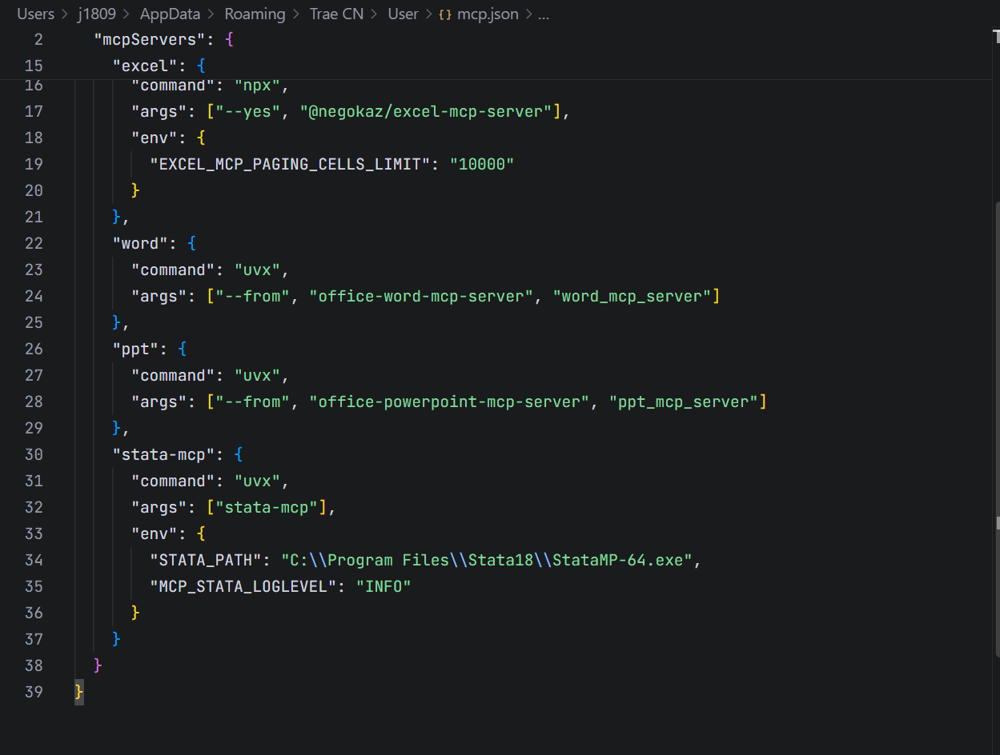 Users > j1809 > AppData > Roaming > Trae CN > User > {} mcp.json > ...
2 "mcpServers": {
15 "excel": {
16 "command": "npx",
17 "args": ["--yes", "@negokaz/excel-mcp-server"],
18 "env": {
19 "EXCEL_MCP_PAGING_CELLS_LIMIT": "10000"
20 }
21 },
22 "word": {
23 "command": "uvx",
24 "args": ["--from", "office-word-mcp-server", "word_mcp_server"]
25 },
26 "ppt": {
27 "command": "uvx",
28 "args": ["--from", "office-powerpoint-mcp-server", "ppt_mcp_server"]
29 },
30 "stata-mcp": {
31 "command": "uvx",
32 "args": ["stata-mcp"],
33 "env": {
34 "STATA_PATH": "C:\\Program Files\\Stata18\\StataMP-64.exe",
35 "MCP_STATA_LOGLEVEL": "INFO"
36 }
37 }
38 }
39 }